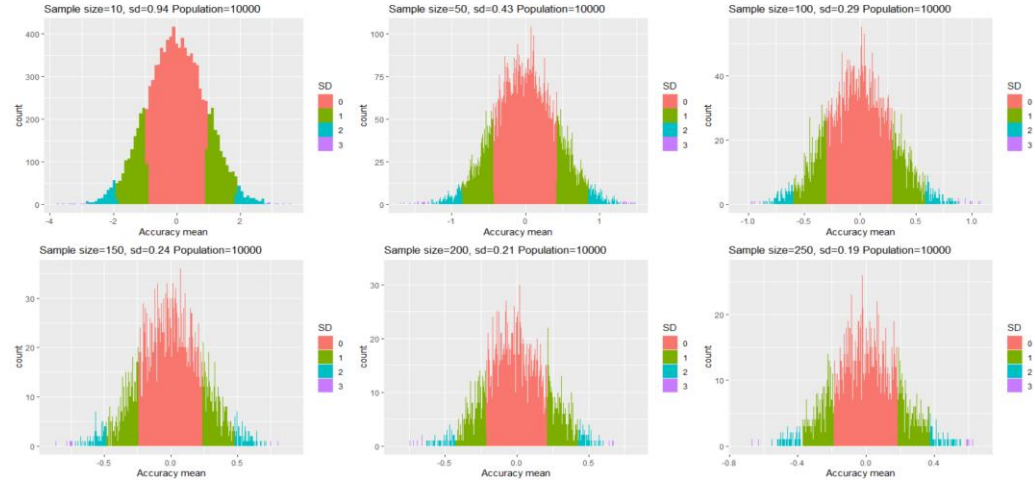 Sample size=10, sd=0.94 Population=10000
400
300
200
100
0
count
-4
-2
0
2
Accuracy mean
SD
0
1
2
3
Sample size=50, sd=0.43 Population=10000
100
75
50
25
0
count
-1
0
1
Accuracy mean
SD
0
1
2
3
Sample size=100, sd=0.29 Population=10000
40
20
0
count
-1.0
-0.5
0.0
0.5
1.0
Accuracy mean
SD
0
1
2
3
Sample size=150, sd=0.24 Population=10000
30
20
10
0
count
-0.5
0.0
0.5
Accuracy mean
SD
0
1
2
3
Sample size=200, sd=0.21 Population=10000
30
20
10
0
count
-0.5
0.0
0.5
Accuracy mean
SD
0
1
2
3
Sample size=250, sd=0.19 Population=10000
20
10
0
count
-0.8
-0.4
0.0
0.4
Accuracy mean
SD
0
1
2
3